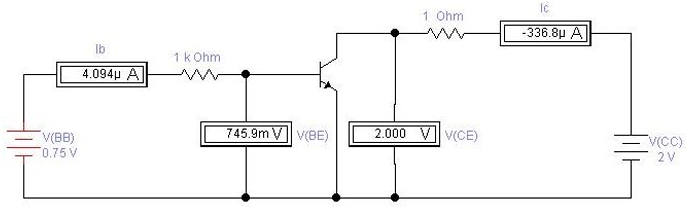 Ib
4.094µ A
1 k Ohm
745.9m V
V(BE)
V(BB)
0.75 V
1 Ohm
Ic
-336.8µ A
2.000 V
V(CE)
V(CC)
2 V